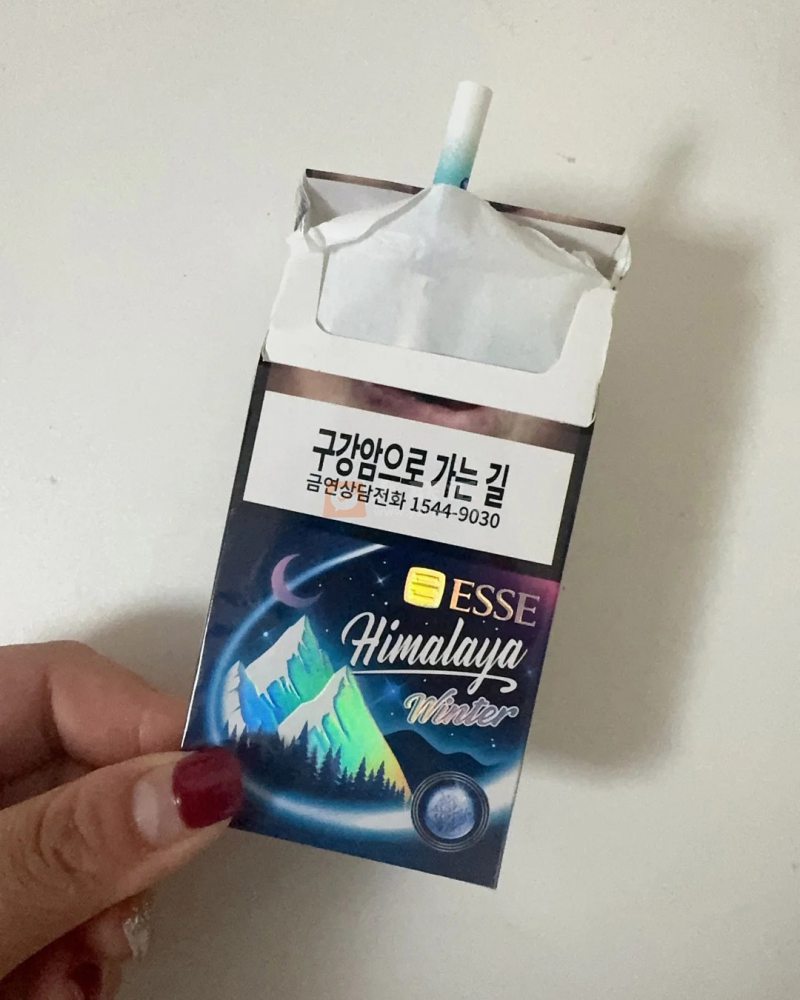 구강암으로 가는 길
금연상담전화 1544-9030
ESSE
Himalaya
Winter